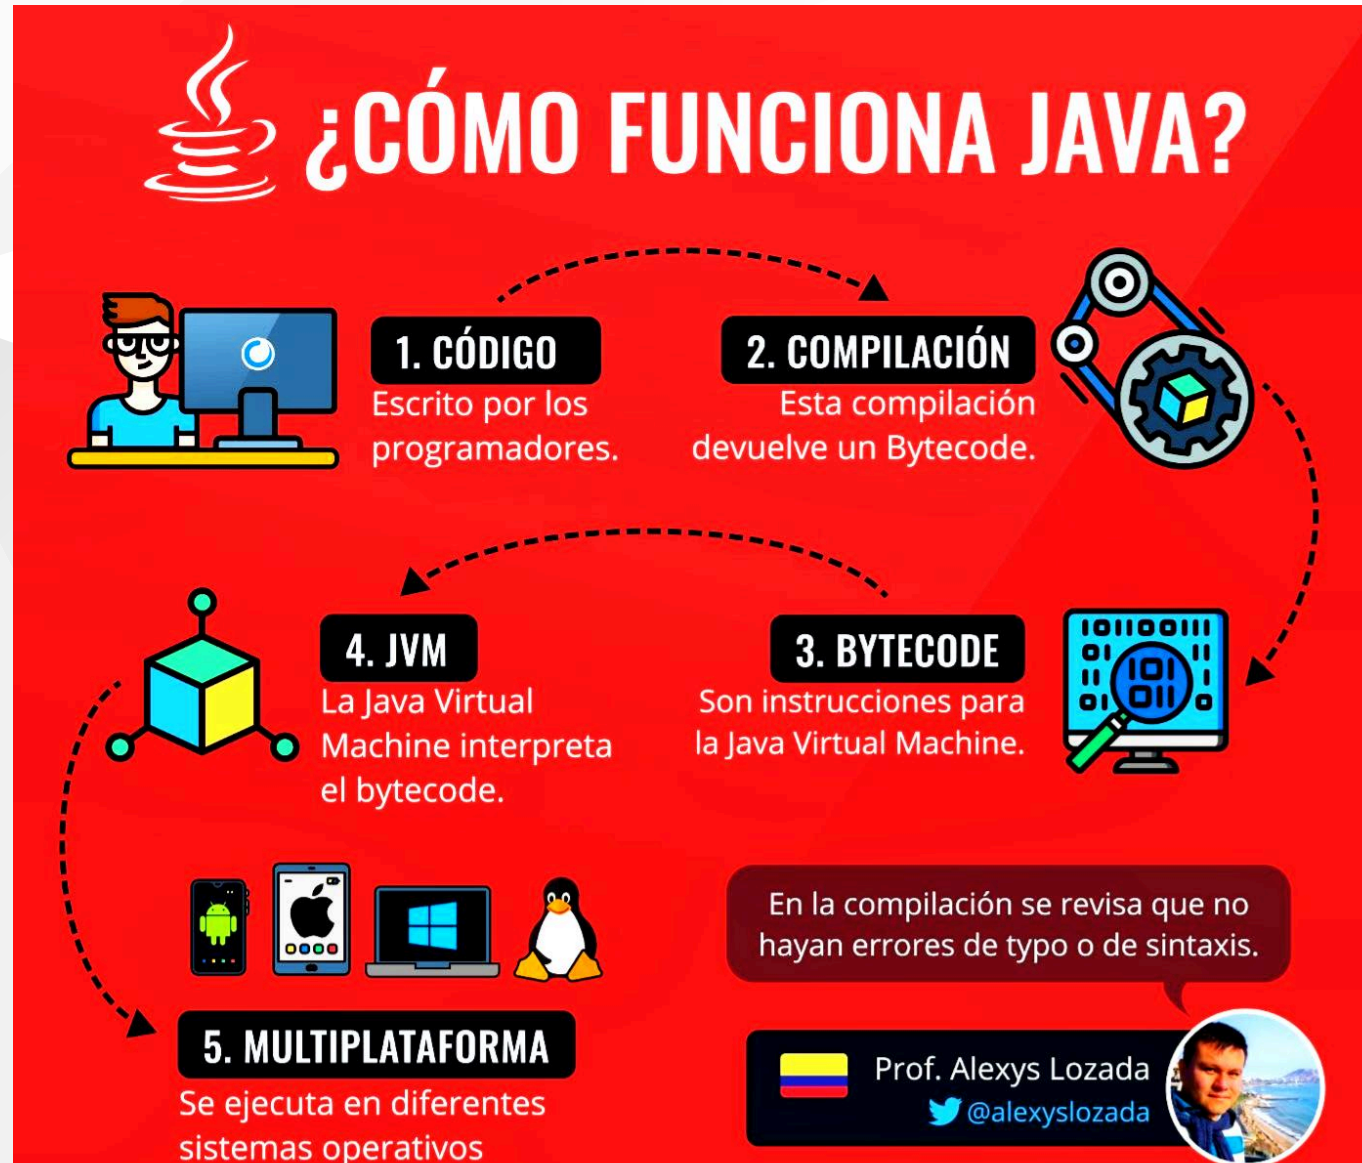 ¿CÓMO FUNCIONA JAVA?
1. CÓDIGO
Escrito por los
programadores.
2. COMPILACIÓN
Esta compilación
devuelve un Bytecode.
3. BYTECODE
Son instrucciones para
la Java Virtual Machine.
4. JVM
La Java Virtual
Machine interpreta
el bytecode.
5. MULTIPLATAFORMA
Se ejecuta en diferentes
sistemas operativos
En la compilación se revisa que no
hayan errores de typo o de sintaxis.
Prof. Alexys Lozada
@alexyslozada